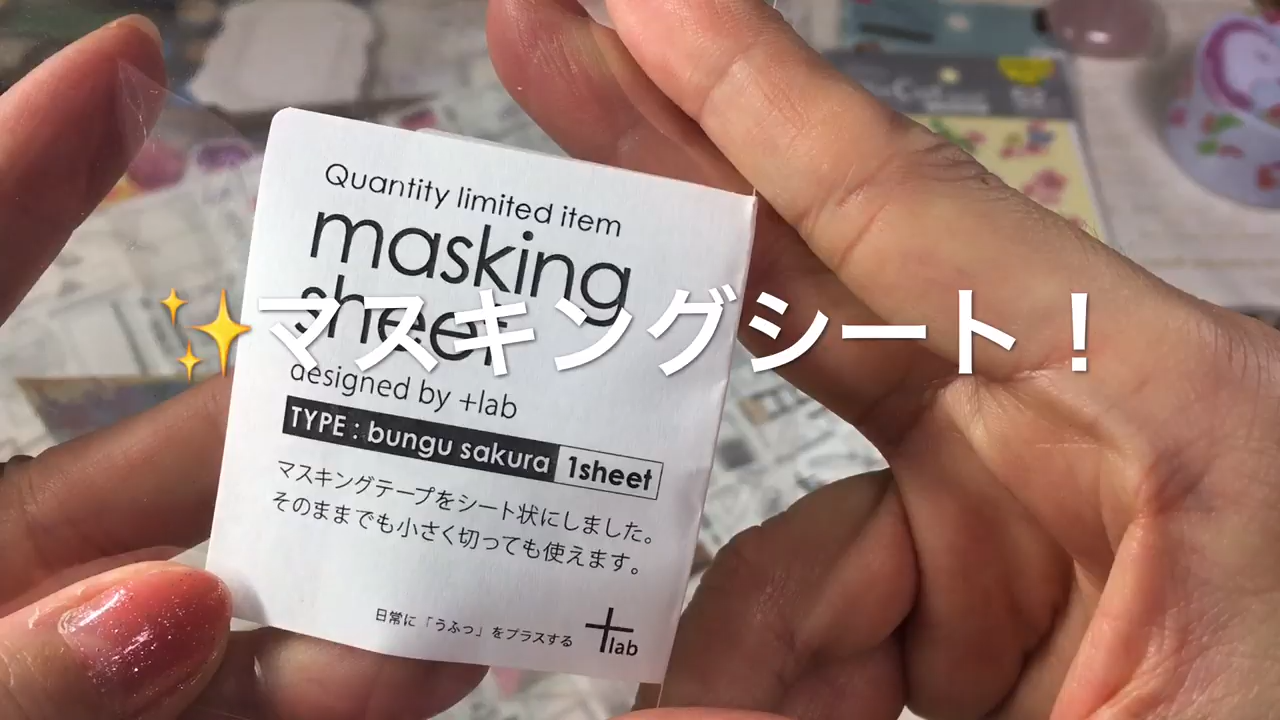 Quantity limited item
masking
sheet
✨マスキングシート！
designed by +lab
TYPE : bungu sakura 1sheet
マスキングテープをシート状にしました。
そのままでも小さく切っても使えます。
日常に「うふっ」をプラスする
+lab